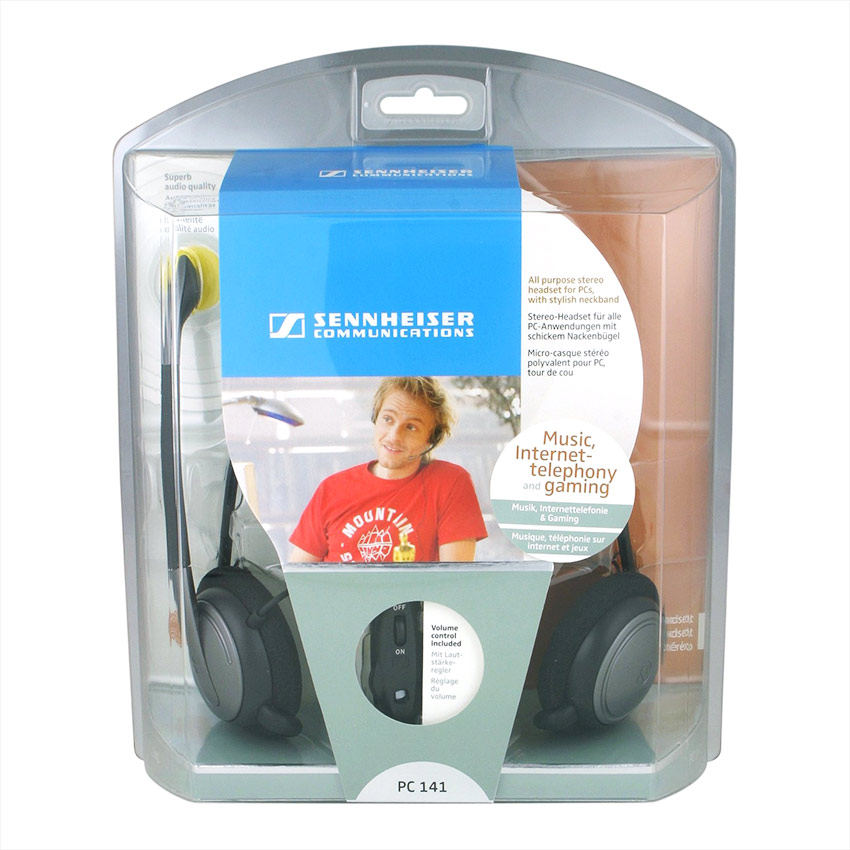 SENNHEISER
COMMUNICATIONS
Superb
audio quality
SENNHEISER
COMMUNICATIONS
All purpose stereo
headset for PCs,
with stylish neckband
Stereo-Headset für alle
PC-Anwendungen mit
schickem Nackenbügel
Micro-casque stéréo
polyvalent pour PC,
tour de cou
Music,
Internet-
telephony
and gaming
Musik, Internettelefonie
& Gaming
Musique, téléphonie sur
internet et jeux
MOUNTIIN
OFF
ON
Volume
control
included
Mit Laut-
stärke-
regler
Réglage
du
volume
PC 141